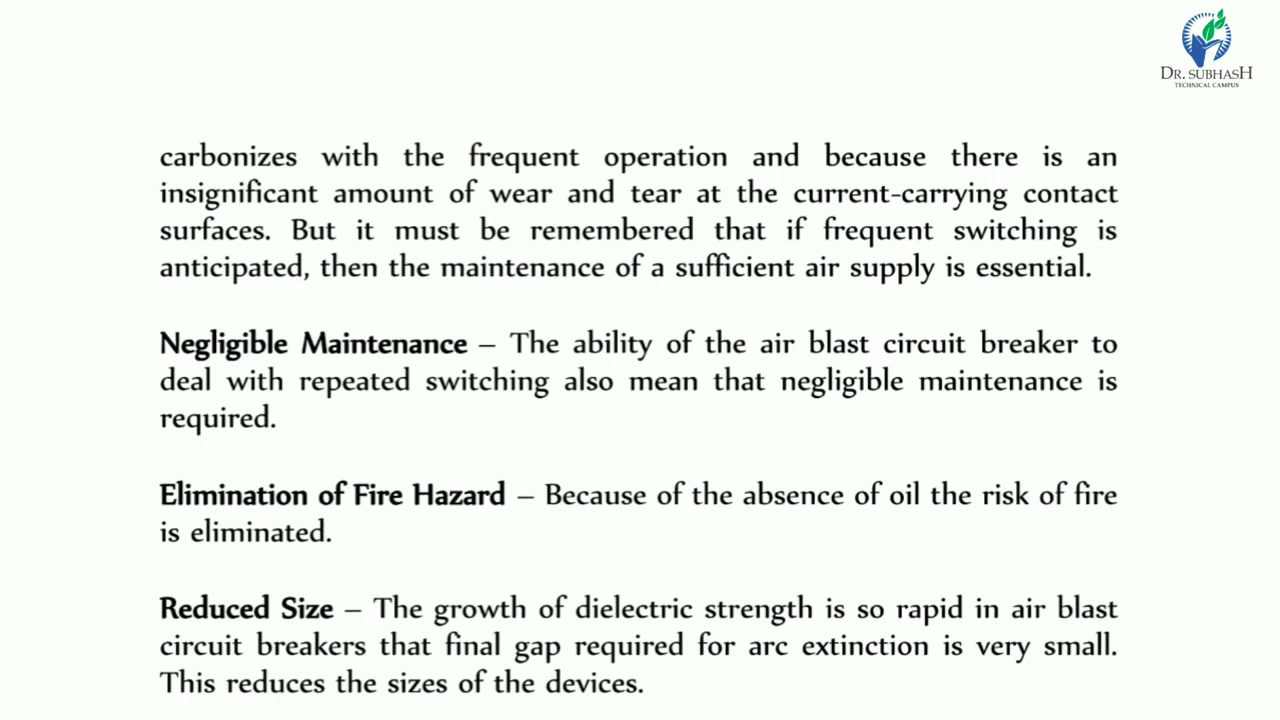 DR. SUBHASH
TECHNICAL CAMPUS
carbonizes with the frequent operation and because there is an
insignificant amount of wear and tear at the current-carrying contact
surfaces. But it must be remembered that if frequent switching is
anticipated, then the maintenance of a sufficient air supply is essential.
Negligible Maintenance – The ability of the air blast circuit breaker to
deal with repeated switching also mean that negligible maintenance is
required.
Elimination of Fire Hazard – Because of the absence of oil the risk of fire
is eliminated.
Reduced Size – The growth of dielectric strength is so rapid in air blast
circuit breakers that final gap required for arc extinction is very small.
This reduces the sizes of the devices.